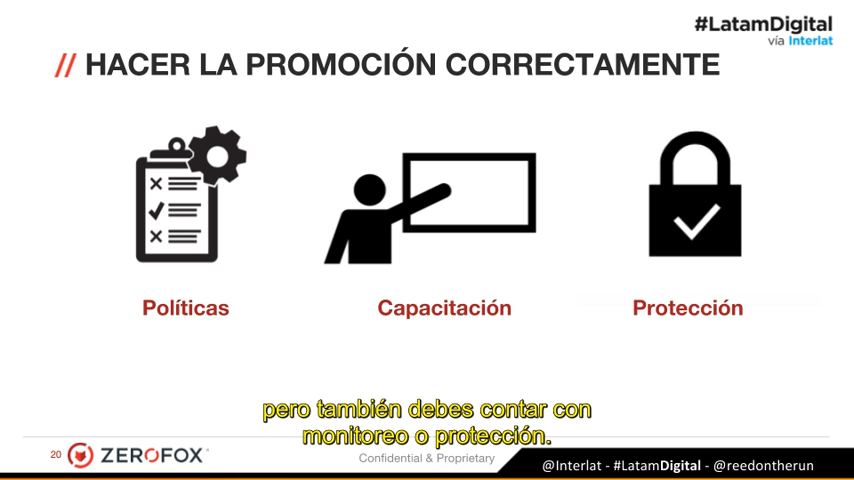 #LatamDigital
vía Interlat
// HACER LA PROMOCIÓN CORRECTAMENTE
Políticas
Capacitación
Protección
pero también debes contar con
monitoreo o protección.
20
ZEROFOX
Confidential & Proprietary
@Interlat - #LatamDigital - @reedontherun